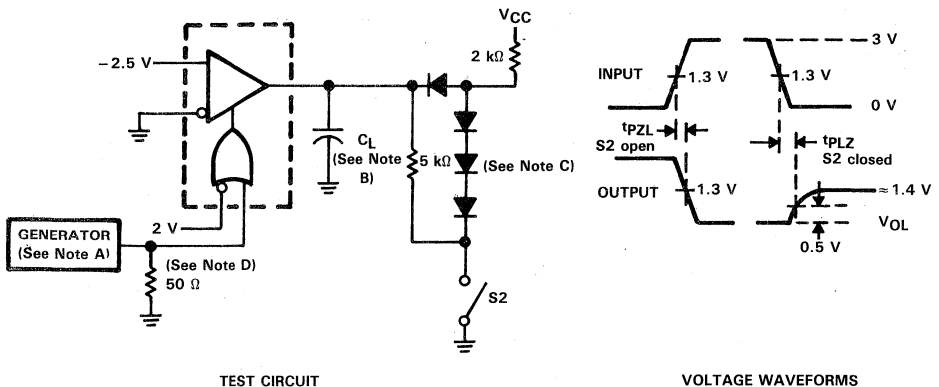 VCC
2 kΩ
−2.5 V
CL
(See Note
B)
5 kΩ
(See Note C)
2 V
GENERATOR
(See Note A)
(See Note D)
50 Ω
S2
TEST CIRCUIT
3 V
INPUT
1.3 V
1.3 V
0 V
tPZL
S2 open
tPLZ
S2 closed
OUTPUT
1.3 V
≈1.4 V
VOL
0.5 V
VOLTAGE WAVEFORMS